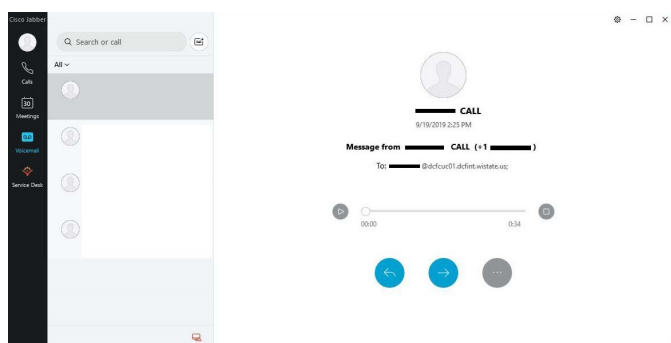 Cisco Jabber
Search or call
All
Calls
30
Meetings
Voicemail
Service Desk
CALL
9/19/2019 2:25 PM
Message from CALL (+1 )
To: @dcfcuc01.dcfint.wistate.us;
00:00 0:34